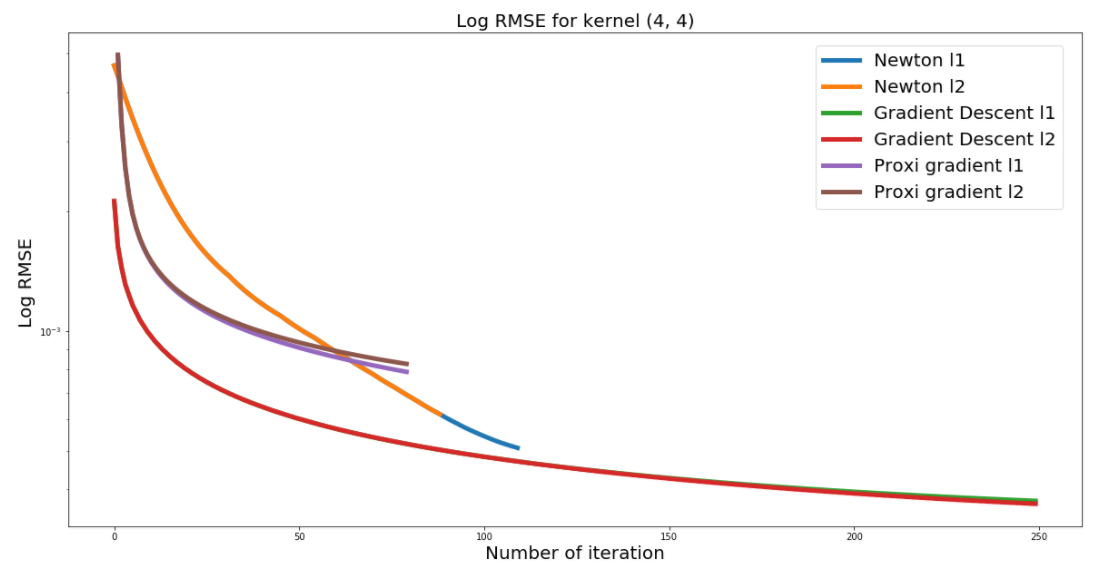 Log RMSE for kernel (4, 4)
Newton l1
Newton l2
Gradient Descent l1
Gradient Descent l2
Proxi gradient l1
Proxi gradient l2
Log RMSE
10⁻³
0 50 100 150 200 250
Number of iteration